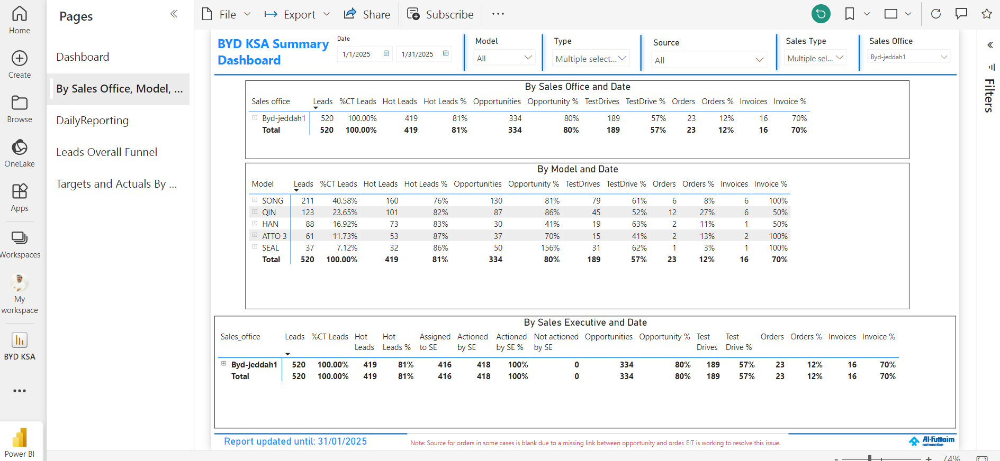 Home
Create
Browse
OneLake
Apps
Workspaces
My
workspace
BYD KSA
Power BI
Pages
Dashboard
By Sales Office, Model, ...
DailyReporting
Leads Overall Funnel
Targets and Actuals By ...
File Export Share Subscribe
BYD KSA Summary
Dashboard
Date
1/1/2025 1/31/2025
Model
All
Type
Multiple select...
Source
All
Sales Type
Multiple sel...
Sales Office
Byd-jeddah1
Filters
By Sales Office and Date
Sales office Leads %CT Leads Hot Leads Hot Leads % Opportunities Opportunity % TestDrives TestDrive % Orders Orders % Invoices Invoice %
Byd-jeddah1 520 100.00% 419 81% 334 80% 189 57% 23 12% 16 70%
Total 520 100.00% 419 81% 334 80% 189 57% 23 12% 16 70%
By Model and Date
Model Leads %CT Leads Hot Leads Hot Leads % Opportunities Opportunity % TestDrives TestDrive % Orders Orders % Invoices Invoice %
SONG 211 40.58% 160 76% 130 81% 79 61% 6 8% 6 100%
QIN 123 23.65% 101 82% 87 86% 45 52% 12 27% 6 50%
HAN 88 16.92% 73 83% 30 41% 19 63% 2 11% 1 50%
ATTO 3 61 11.73% 53 87% 37 70% 15 41% 2 13% 2 100%
SEAL 37 7.12% 32 86% 50 156% 31 62% 1 3% 1 100%
Total 520 100.00% 419 81% 334 80% 189 57% 23 12% 16 70%
By Sales Executive and Date
Sales_office Leads %CT Leads Hot Leads Hot Leads % Assigned to SE Actioned by SE Actioned by SE % Not actioned by SE Opportunities Opportunity % Test Drives Test Drive % Orders Orders % Invoices Invoice %
Byd-jeddah1 520 100.00% 419 81% 416 418 100% 0 334 80% 189 57% 23 12% 16 70%
Total 520 100.00% 419 81% 416 418 100% 0 334 80% 189 57% 23 12% 16 70%
Report updated until: 31/01/2025
Note: Source for orders in some cases is blank due to a missing link between opportunity and order. EIT is working to resolve this issue.
Al-Futtaim
automotive
74%